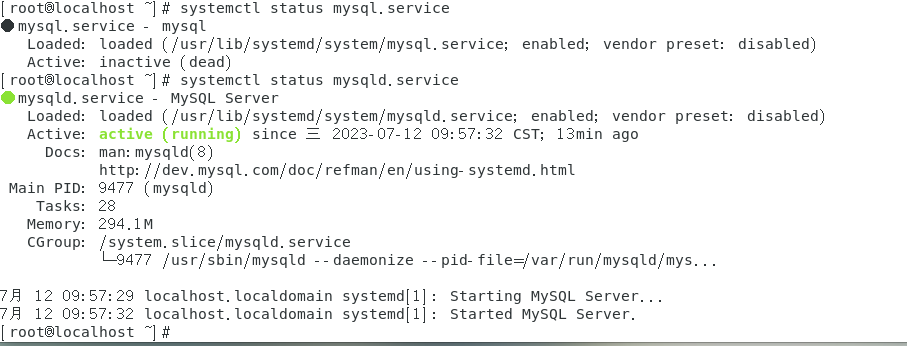 [root@localhost ~]# systemctl status mysql.service
●mysql.service - mysql
Loaded: loaded (/usr/lib/systemd/system/mysql.service; enabled; vendor preset: disabled)
Active: inactive (dead)
[root@localhost ~]# systemctl status mysqld.service
●mysqld.service - MySQL Server
Loaded: loaded (/usr/lib/systemd/system/mysqld.service; enabled; vendor preset: disabled)
Active: active (running) since 三 2023-07-12 09:57:32 CST; 13min ago
Docs: man:mysqld(8)
http://dev.mysql.com/doc/refman/en/using-systemd.html
Main PID: 9477 (mysqld)
Tasks: 28
Memory: 294.1M
CGroup: /system.slice/mysqld.service
└─9477 /usr/sbin/mysqld --daemonize --pid-file=/var/run/mysqld/mys...
7月 12 09:57:29 localhost.localdomain systemd[1]: Starting MySQL Server...
7月 12 09:57:32 localhost.localdomain systemd[1]: Started MySQL Server.
[root@localhost ~]#